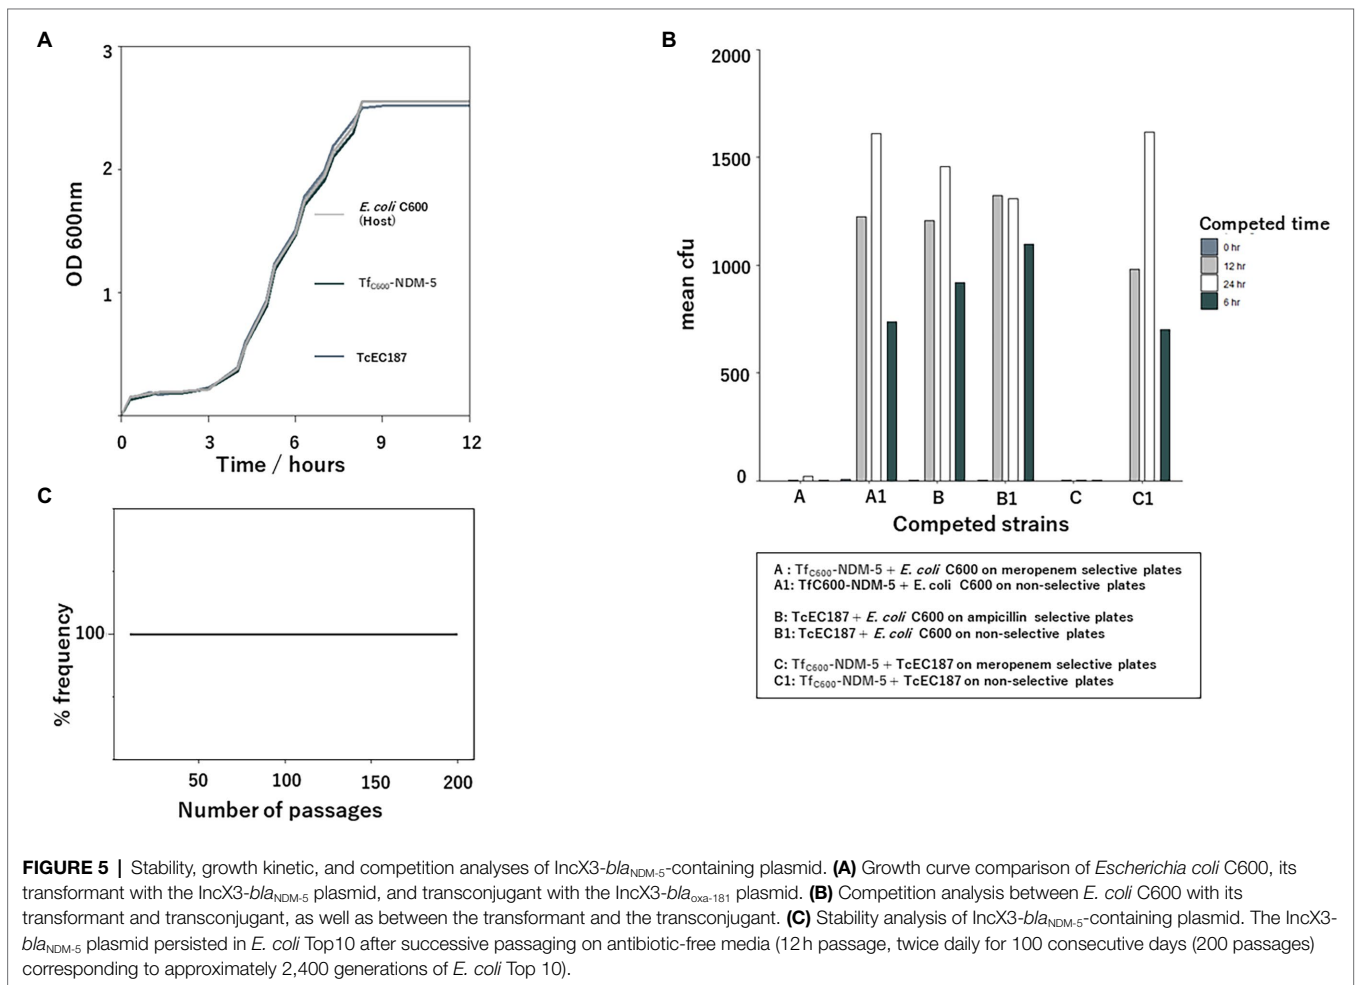 A
3
2
1
OD 600nm
E. coli C600
(Host)
TfC600-NDM-5
TcEC187
0 3 6 9 12
Time / hours
B
2000
1500
1000
500
0
mean cfu
A A1 B B1 C C1
Competed strains
Competed time
0 hr
12 hr
24 hr
6 hr
A : TfC600-NDM-5 + E. coli C600 on meropenem selective plates
A1: TfC600-NDM-5 + E. coli C600 on non-selective plates
B: TcEC187 + E. coli C600 on ampicillin selective plates
B1: TcEC187 + E. coli C600 on non-selective plates
C: TfC600-NDM-5 + TcEC187 on meropenem selective plates
C1: TfC600-NDM-5 + TcEC187 on non-selective plates
C
100
% frequency
50 100 150 200
Number of passages
FIGURE 5 | Stability, growth kinetic, and competition analyses of IncX3-blaNDM-5-containing plasmid. (A) Growth curve comparison of Escherichia coli C600, its
transformant with the IncX3-blaNDM-5 plasmid, and transconjugant with the IncX3-blaoxa-181 plasmid. (B) Competition analysis between E. coli C600 with its
transformant and transconjugant, as well as between the transformant and the transconjugant. (C) Stability analysis of IncX3-blaNDM-5-containing plasmid. The IncX3-
blaNDM-5 plasmid persisted in E. coli Top10 after successive passaging on antibiotic-free media (12 h passage, twice daily for 100 consecutive days (200 passages)
corresponding to approximately 2,400 generations of E. coli Top 10).